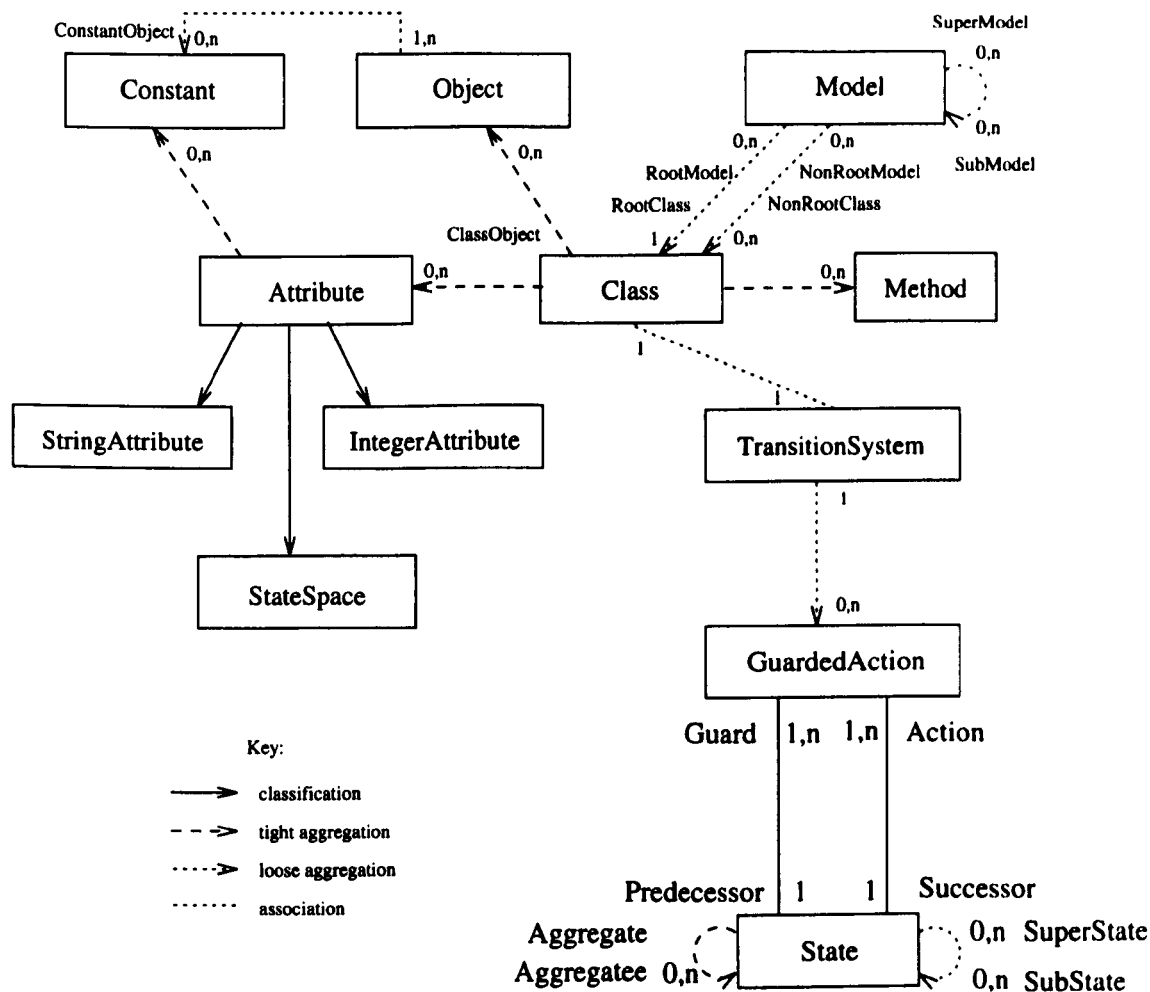 ConstantObject
0,n
1,n
SuperModel
0,n
Constant
Object
Model
0,n
SubModel
0,n
0,n
0,n
0,n
RootModel
NonRootModel
RootClass
NonRootClass
ClassObject
1
0,n
0,n
0,n
Attribute
Class
Method
1
1
StringAttribute
IntegerAttribute
TransitionSystem
1
StateSpace
0,n
GuardedAction
Guard
1,n
1,n
Action
Key:
classification
tight aggregation
loose aggregation
association
Predecessor
1
1
Successor
Aggregate
Aggregatee
0,n
State
0,n SuperState
0,n SubState